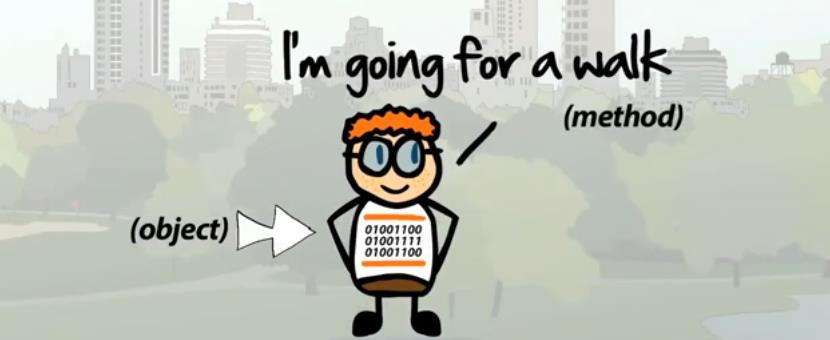 I'm going for a walk
(method)
(object)
01001100
01001111
01001100